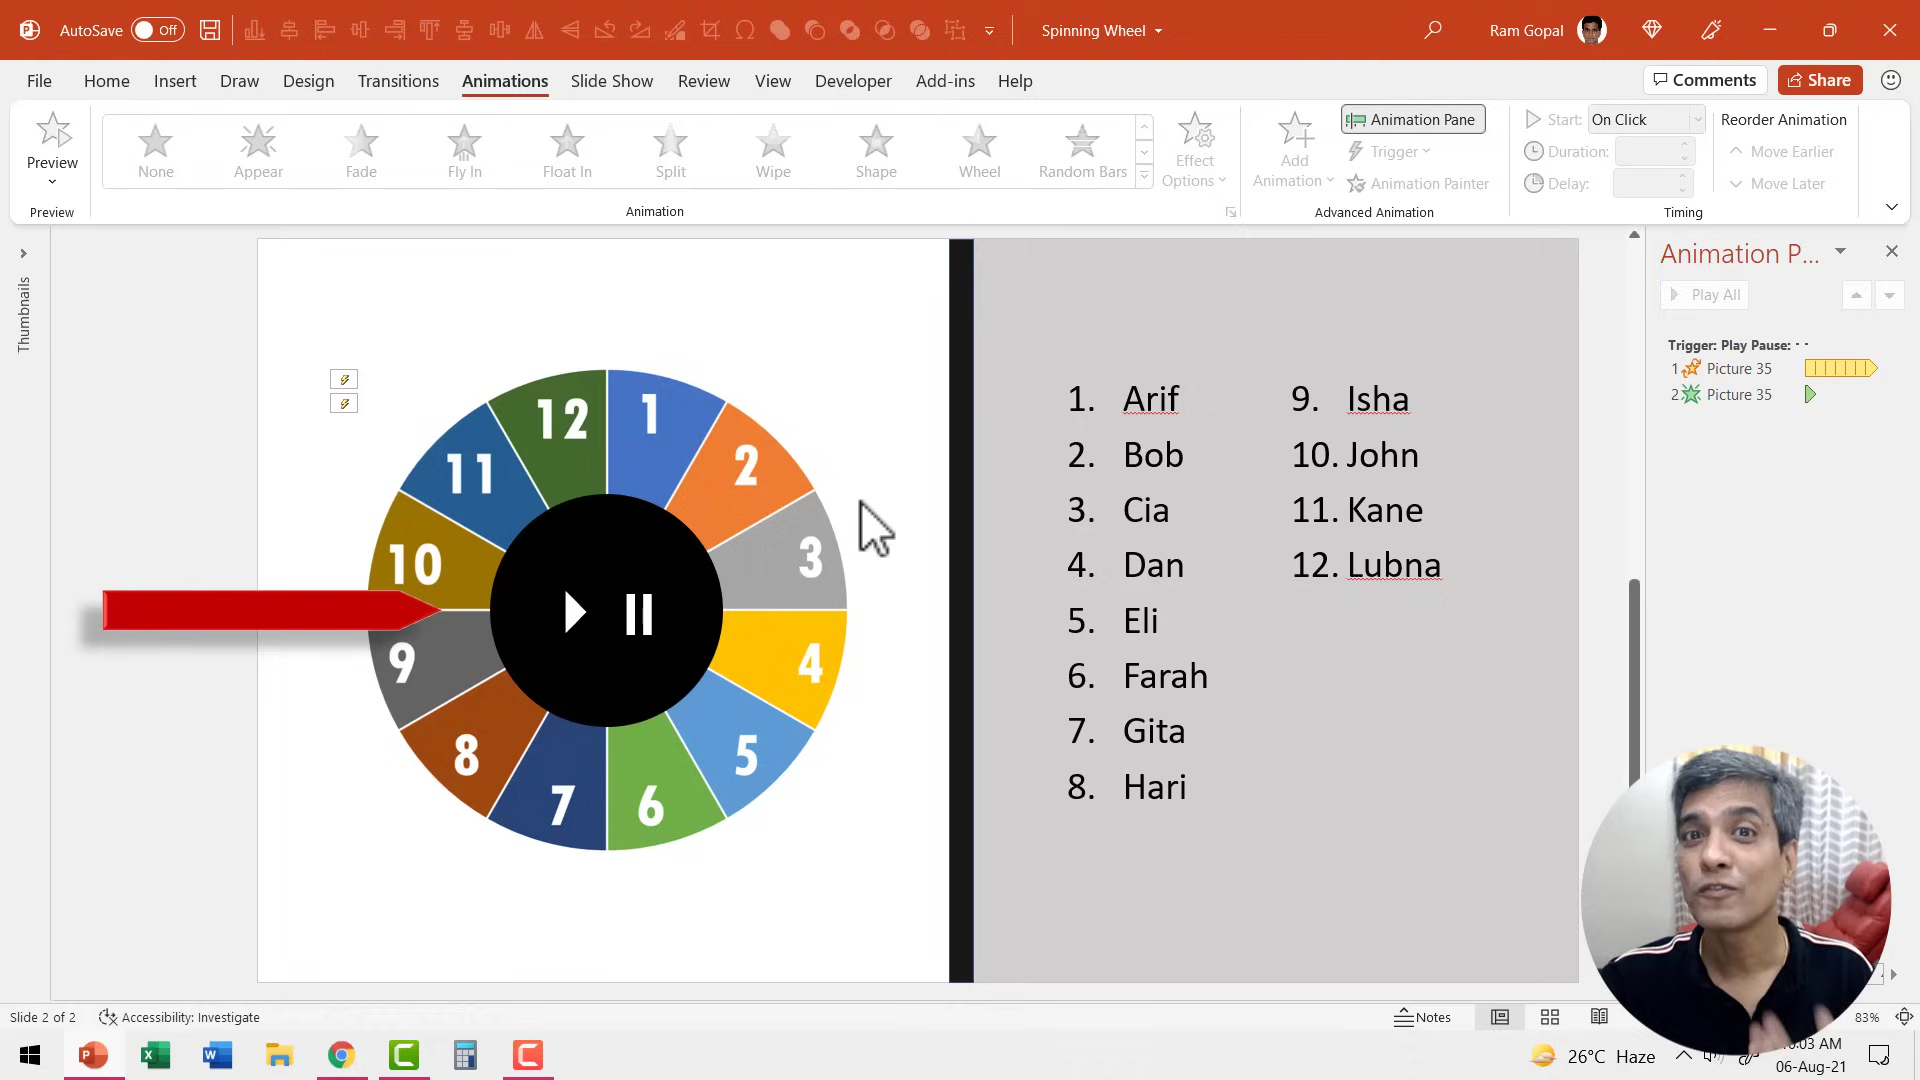 AutoSave Off Spinning Wheel Ram Gopal
File Home Insert Draw Design Transitions Animations Slide Show Review View Developer Add-ins Help Comments Share
Preview
None Appear Fade Fly In Float In Split Wipe Shape Wheel Random Bars
Effect Options
Add Animation
Animation Pane
Trigger
Animation Painter
Start: On Click
Duration:
Delay:
Reorder Animation
Move Earlier
Move Later
Preview Animation Advanced Animation Timing
Thumbnails
12 1
11 2
10 3
9 4
8 5
7 6
1. Arif
2. Bob
3. Cia
4. Dan
5. Eli
6. Farah
7. Gita
8. Hari
9. Isha
10. John
11. Kane
12. Lubna
Animation P...
Play All
Trigger: Play Pause:
1 Picture 35
2 Picture 35
Slide 2 of 2 Accessibility: Investigate Notes 83%
26°C Haze
06-Aug-21